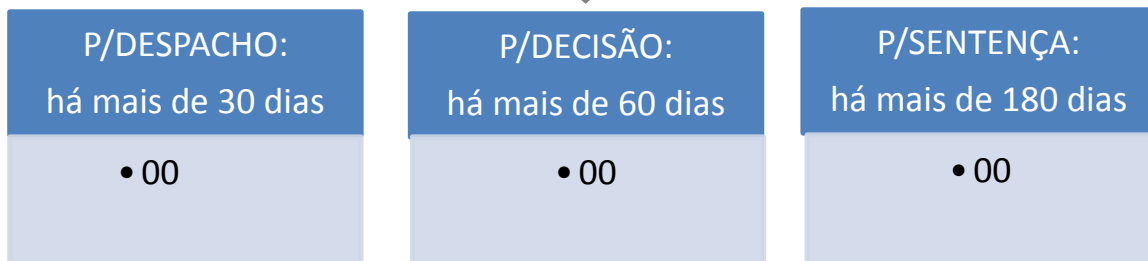 P/DESPACHO:
há mais de 30 dias
• 00
P/DECISÃO:
há mais de 60 dias
• 00
P/SENTENÇA:
há mais de 180 dias
• 00